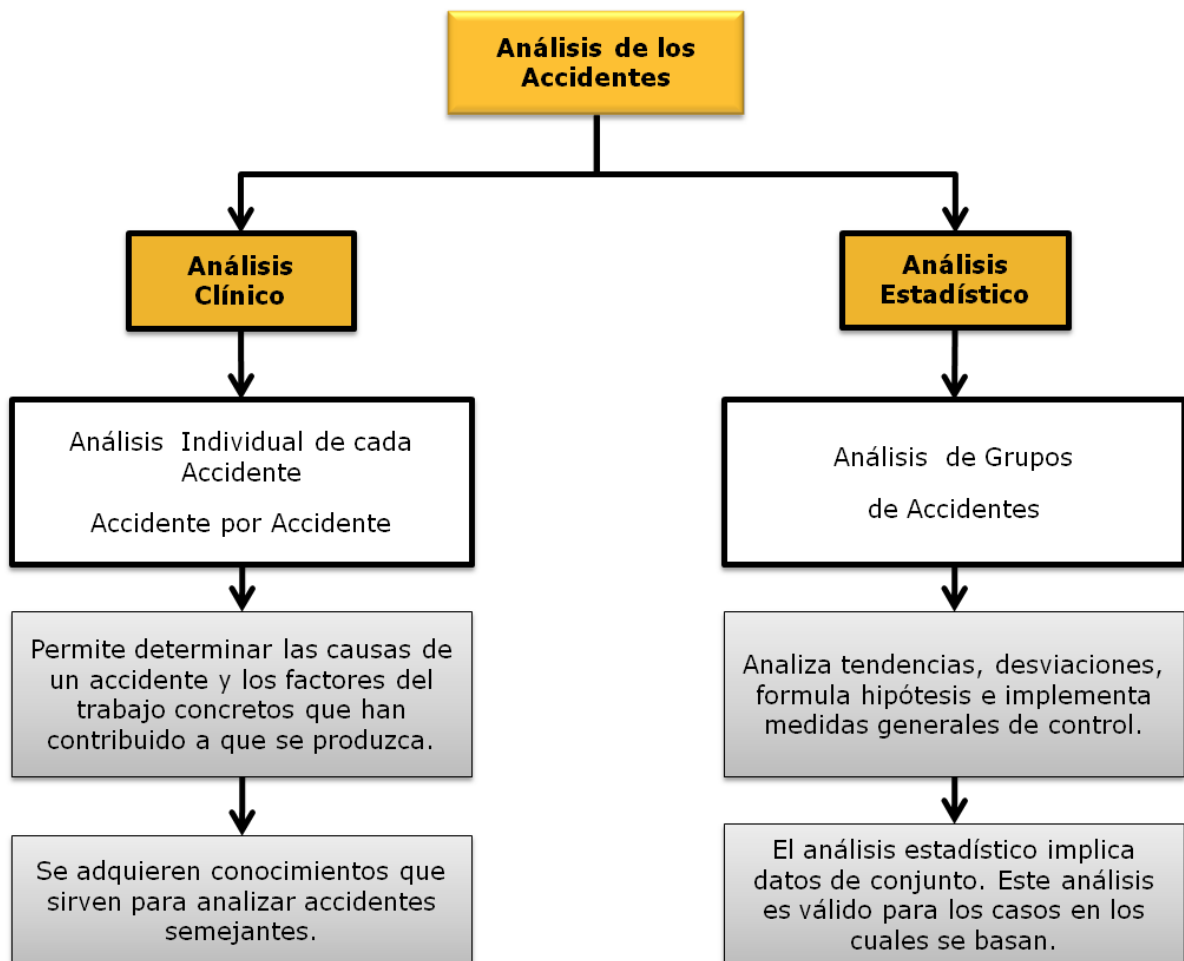 Análisis de los
Accidentes
Análisis
Clínico
Análisis
Estadístico
Análisis Individual de cada
Accidente
Accidente por Accidente
Análisis de Grupos
de Accidentes
Permite determinar las causas de
un accidente y los factores del
trabajo concretos que han
contribuido a que se produzca.
Analiza tendencias, desviaciones,
formula hipótesis e implementa
medidas generales de control.
Se adquieren conocimientos que
sirven para analizar accidentes
semejantes.
El análisis estadístico implica
datos de conjunto. Este análisis
es válido para los casos en los
cuales se basan.